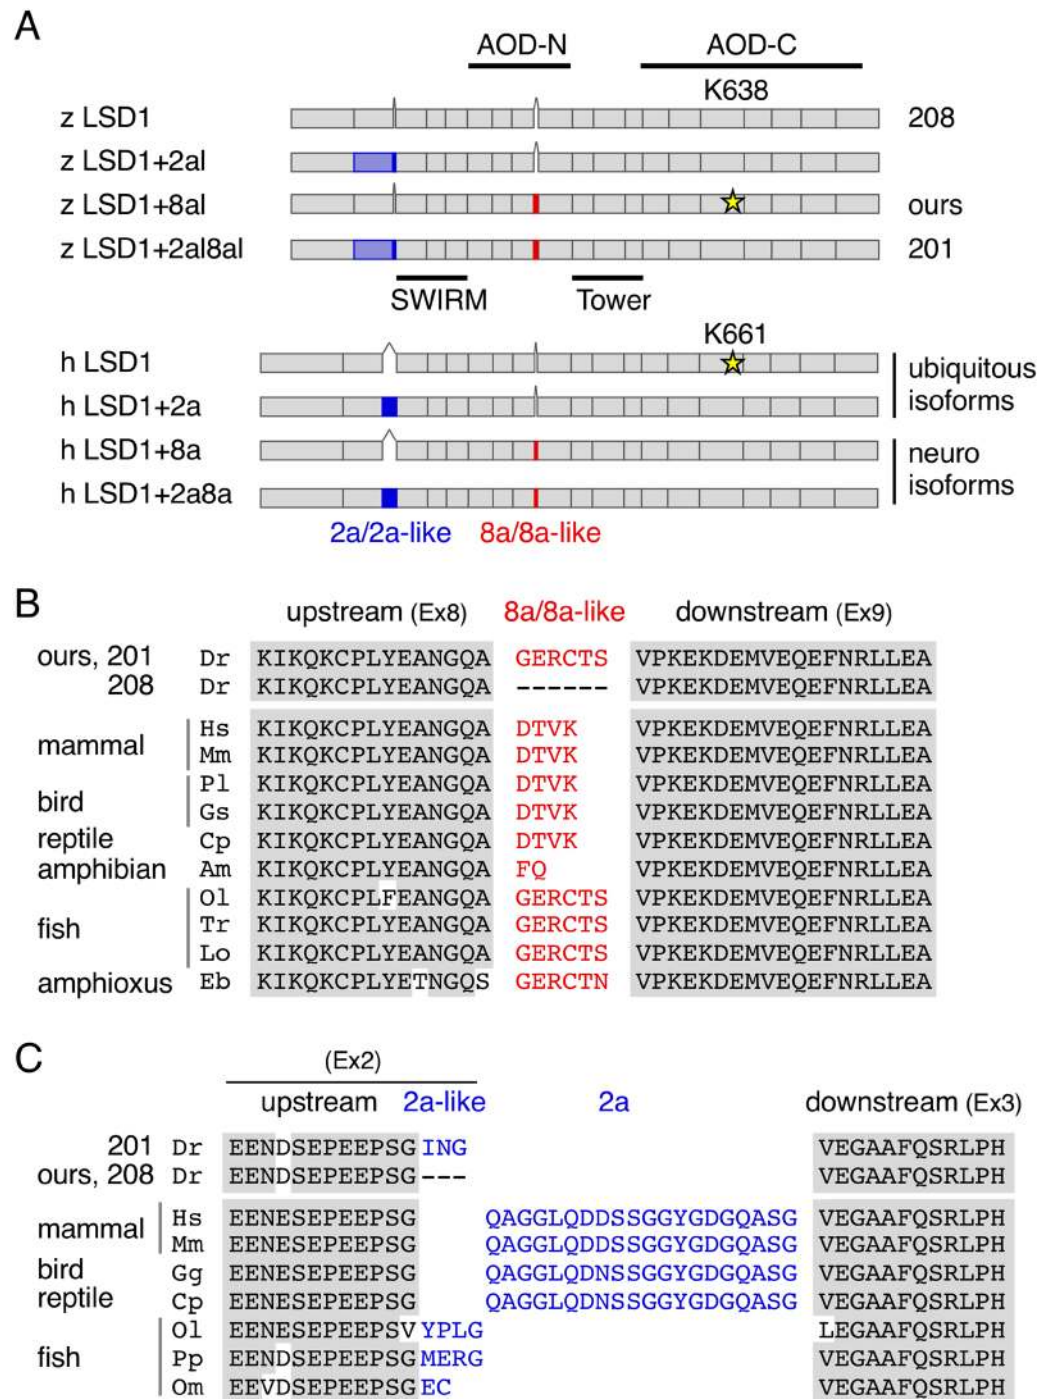 A
AOD-N AOD-C
K638
z LSD1 208
z LSD1+2al
z LSD1+8al ours
z LSD1+2al8al 201
SWIRM Tower
K661
h LSD1 ubiquitous
h LSD1+2a isoforms
h LSD1+8a neuro
h LSD1+2a8a isoforms
2a/2a-like 8a/8a-like
B
upstream (Ex8) 8a/8a-like downstream (Ex9)
ours, 201 Dr KIKQKCPLYEANGQA GERCTS VPKEKDEMVEQEFNRLLEA
208 Dr KIKQKCPLYEANGQA ------ VPKEKDEMVEQEFNRLLEA
mammal Hs KIKQKCPLYEANGQA DTVK VPKEKDEMVEQEFNRLLEA
Mm KIKQKCPLYEANGQA DTVK VPKEKDEMVEQEFNRLLEA
bird Pl KIKQKCPLYEANGQA DTVK VPKEKDEMVEQEFNRLLEA
Gs KIKQKCPLYEANGQA DTVK VPKEKDEMVEQEFNRLLEA
reptile Cp KIKQKCPLYEANGQA DTVK VPKEKDEMVEQEFNRLLEA
amphibian Am KIKQKCPLYEANGQA FQ VPKEKDEMVEQEFNRLLEA
fish Ol KIKQKCPLFEANGQA GERCTS VPKEKDEMVEQEFNRLLEA
Tr KIKQKCPLYEANGQA GERCTS VPKEKDEMVEQEFNRLLEA
Lo KIKQKCPLYEANGQA GERCTS VPKEKDEMVEQEFNRLLEA
amphioxus Eb KIKQKCPLYETNGQS GERCTN VPKEKDEMVEQEFNRLLEA
C
(Ex2)
upstream 2a-like 2a downstream (Ex3)
201 Dr EENDSEPEEPSG ING VEGAAFQSRLPH
ours, 208 Dr EENDSEPEEPSG --- VEGAAFQSRLPH
mammal Hs EENESEPEEPSG QAGGLQDDSSGGYGDGQASG VEGAAFQSRLPH
Mm EENESEPEEPSG QAGGLQDDSSGGYGDGQASG VEGAAFQSRLPH
bird Gg EENESEPEEPSG QAGGLQDNSSGGYGDGQASG VEGAAFQSRLPH
reptile Cp EENESEPEEPSG QAGGLQDNSSGGYGDGQASG VEGAAFQSRLPH
fish Ol EENESEPEEPSV YPLG LEGAAFQSRLPH
Pp EENDSEPEEPSG MERG VEGAAFQSRLPH
Om EEVDSEPEEPSG EC VEGAAFQSRLPH